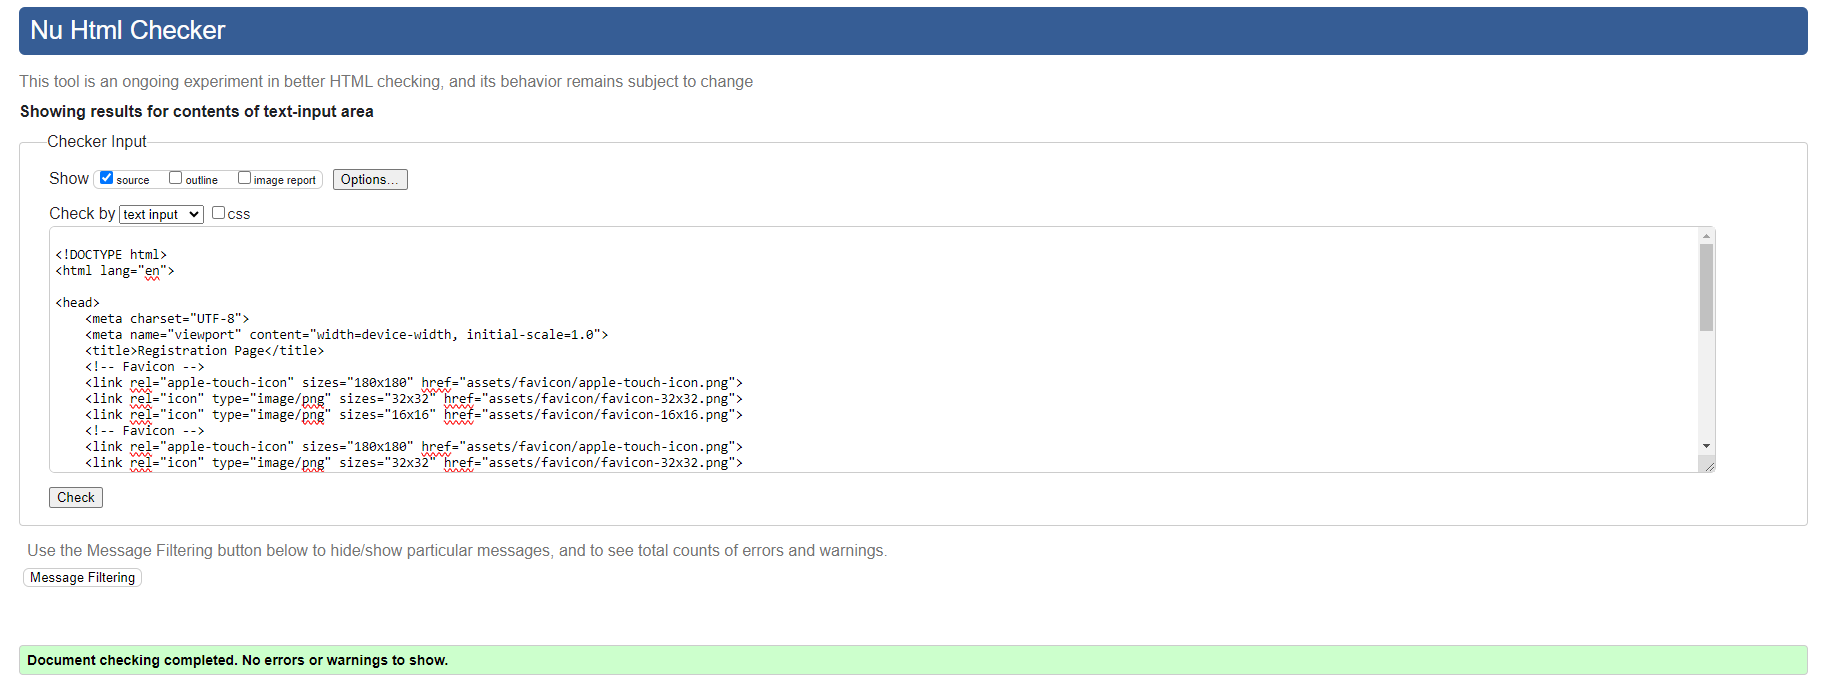 Nu Html Checker
This tool is an ongoing experiment in better HTML checking, and its behavior remains subject to change
Showing results for contents of text-input area
Checker Input
Show source outline image report Options...
Check by text input css
<!DOCTYPE html>
<html lang="en">
<head>
<meta charset="UTF-8">
<meta name="viewport" content="width=device-width, initial-scale=1.0">
<title>Registration Page</title>
<!-- Favicon -->
<link rel="apple-touch-icon" sizes="180x180" href="assets/favicon/apple-touch-icon.png">
<link rel="icon" type="image/png" sizes="32x32" href="assets/favicon/favicon-32x32.png">
<link rel="icon" type="image/png" sizes="16x16" href="assets/favicon/favicon-16x16.png">
<!-- Favicon -->
<link rel="apple-touch-icon" sizes="180x180" href="assets/favicon/apple-touch-icon.png">
<link rel="icon" type="image/png" sizes="32x32" href="assets/favicon/favicon-32x32.png">
Check
Use the Message Filtering button below to hide/show particular messages, and to see total counts of errors and warnings.
Message Filtering
Document checking completed. No errors or warnings to show.